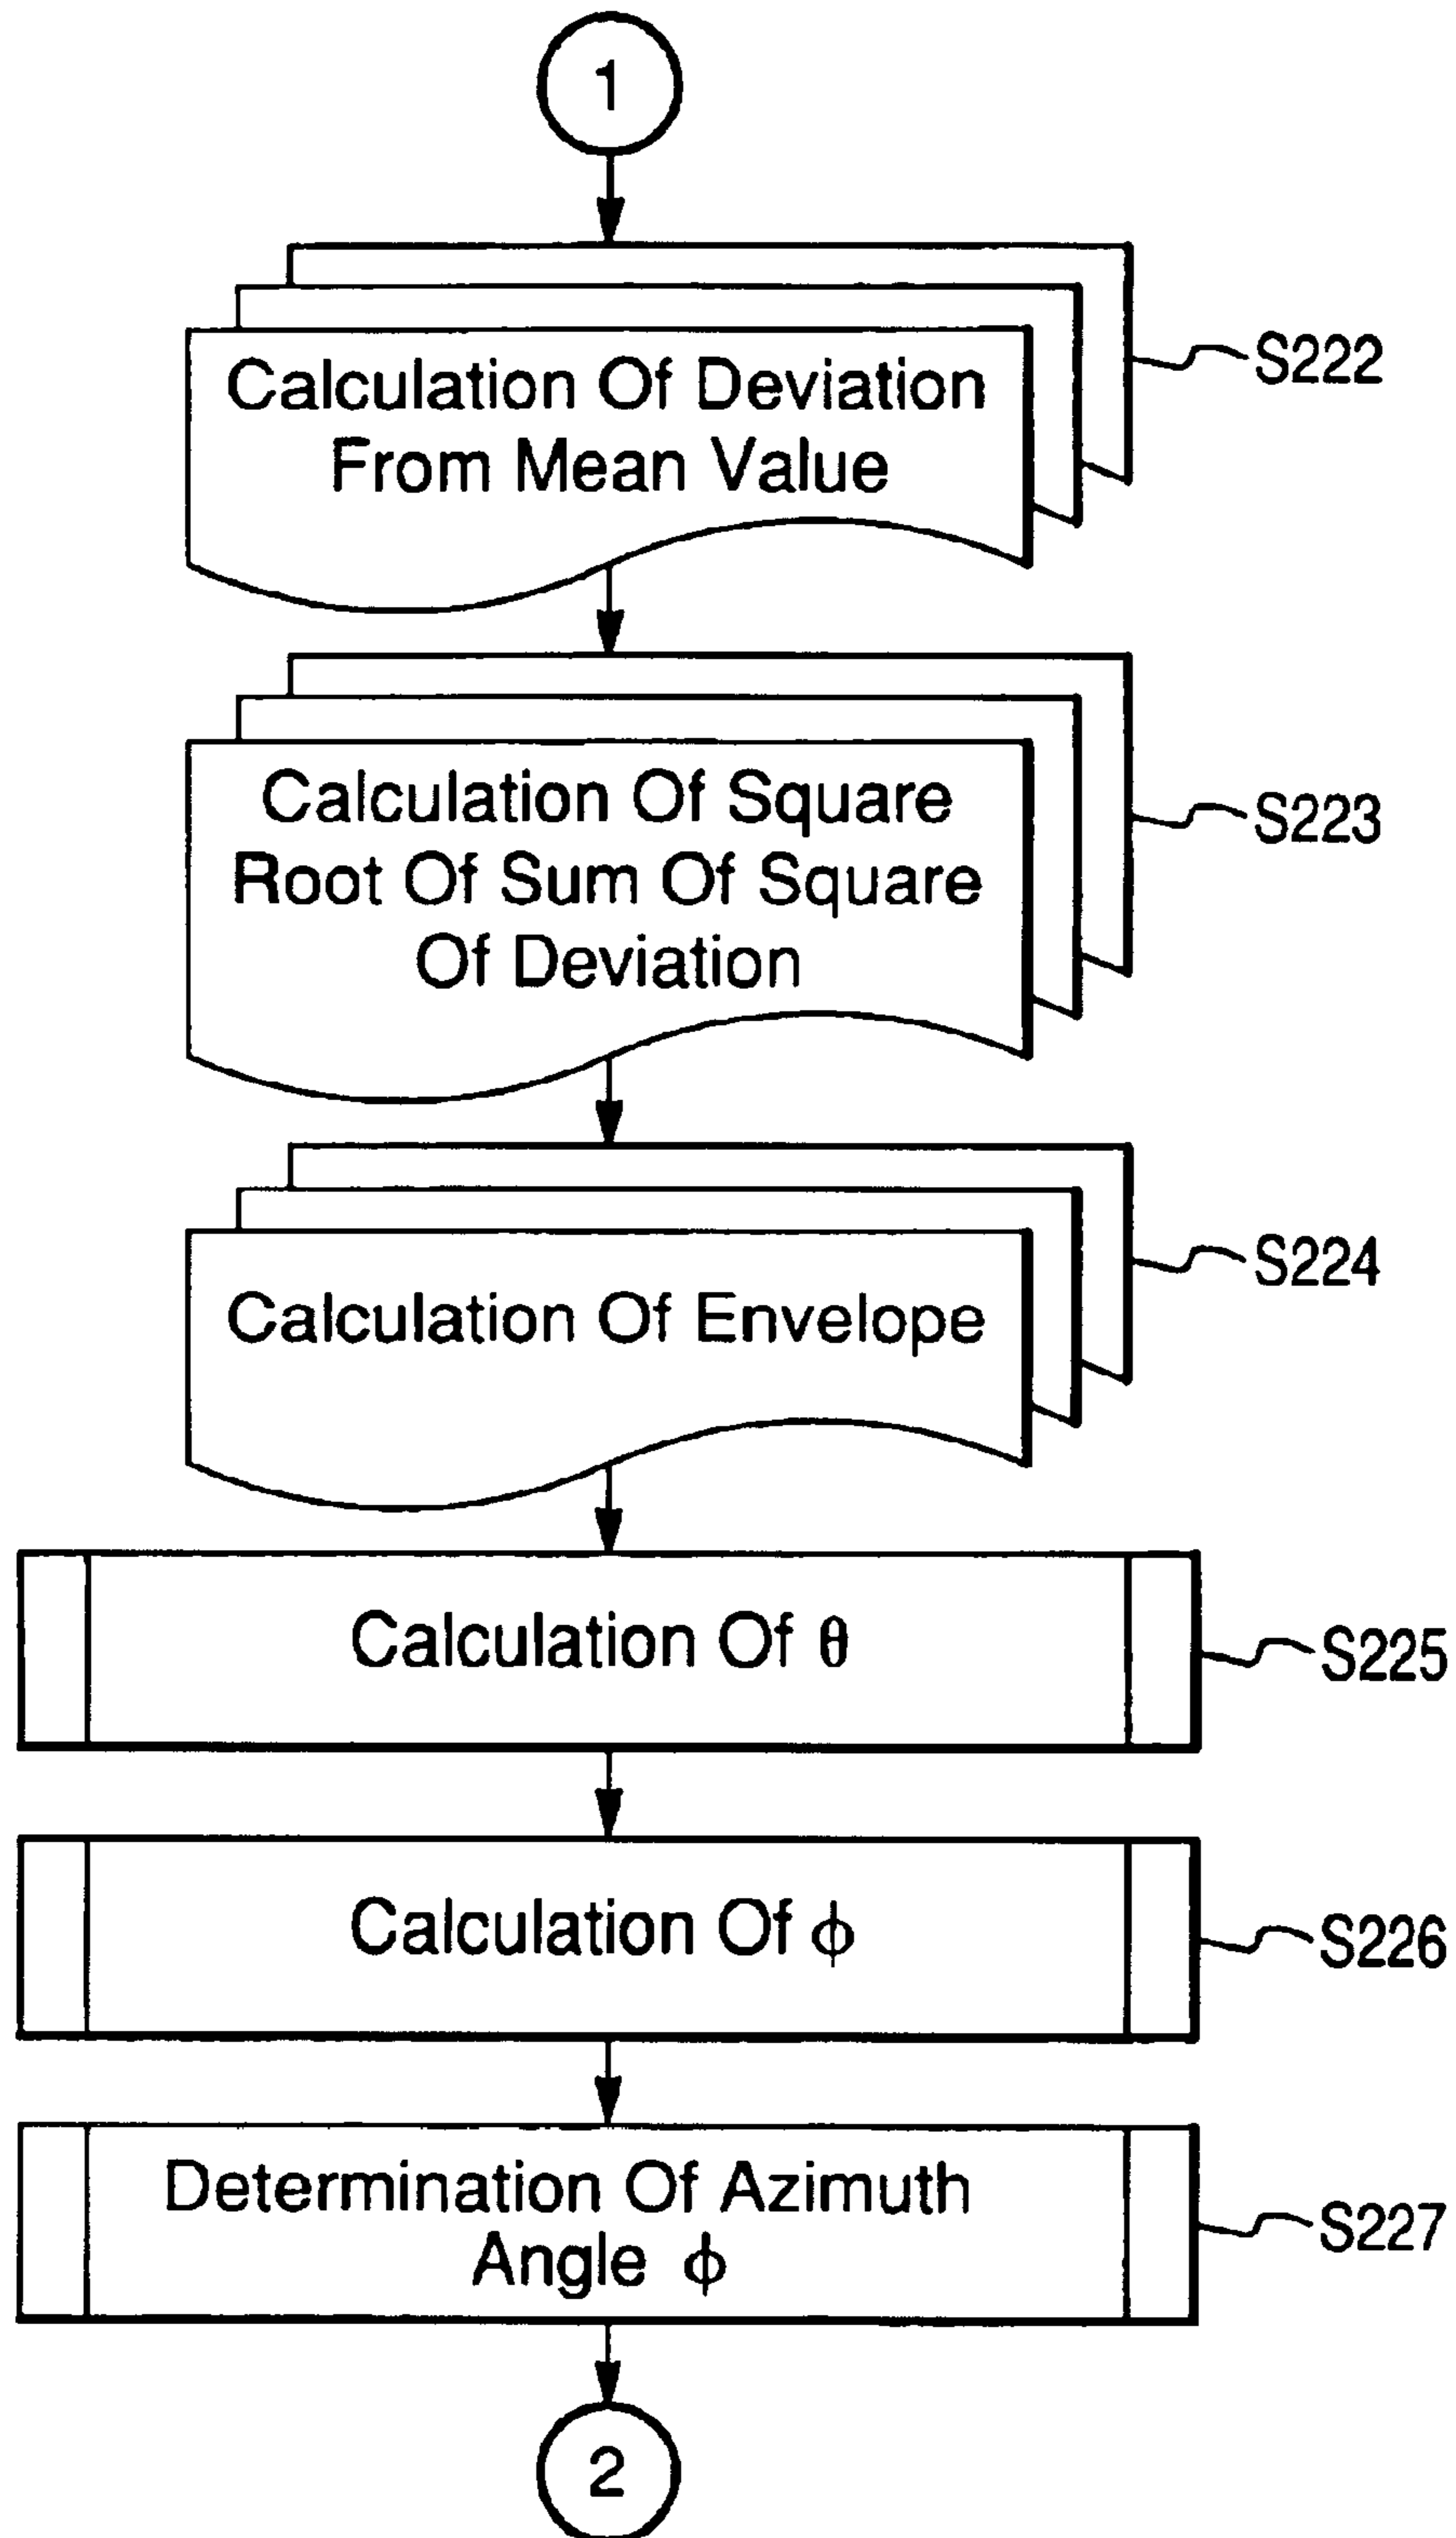 1
Calculation Of Deviation
From Mean Value
S222
Calculation Of Square
Root Of Sum Of Square
Of Deviation
S223
Calculation Of Envelope
S224
Calculation Of θ
S225
Calculation Of ϕ
S226
Determination Of Azimuth
Angle ϕ
S227
2